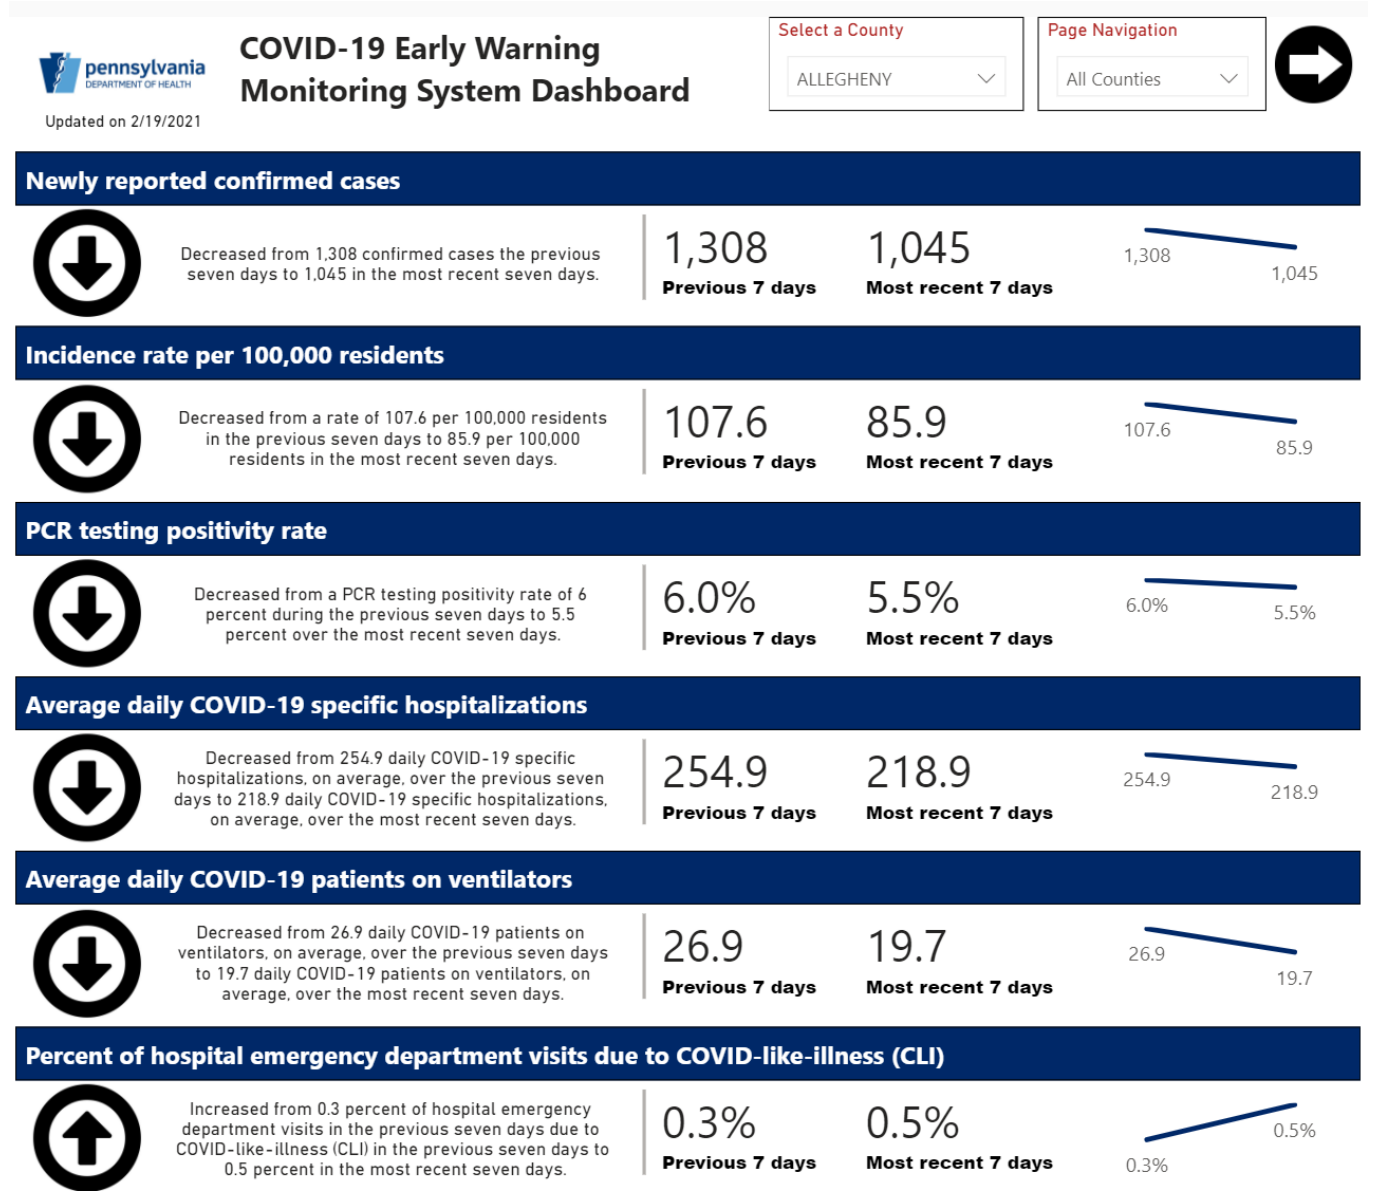 pennsylvania
DEPARTMENT OF HEALTH
Updated on 2/19/2021
COVID-19 Early Warning
Monitoring System Dashboard
Select a County
ALLEGHENY
Page Navigation
All Counties
Newly reported confirmed cases
Decreased from 1,308 confirmed cases the previous
seven days to 1,045 in the most recent seven days.
1,308
Previous 7 days
1,045
Most recent 7 days
1,308
1,045
Incidence rate per 100,000 residents
Decreased from a rate of 107.6 per 100,000 residents
in the previous seven days to 85.9 per 100,000
residents in the most recent seven days.
107.6
Previous 7 days
85.9
Most recent 7 days
107.6
85.9
PCR testing positivity rate
Decreased from a PCR testing positivity rate of 6
percent during the previous seven days to 5.5
percent over the most recent seven days.
6.0%
Previous 7 days
5.5%
Most recent 7 days
6.0%
5.5%
Average daily COVID-19 specific hospitalizations
Decreased from 254.9 daily COVID-19 specific
hospitalizations, on average, over the previous seven
days to 218.9 daily COVID-19 specific hospitalizations,
on average, over the most recent seven days.
254.9
Previous 7 days
218.9
Most recent 7 days
254.9
218.9
Average daily COVID-19 patients on ventilators
Decreased from 26.9 daily COVID-19 patients on
ventilators, on average, over the previous seven days
to 19.7 daily COVID-19 patients on ventilators, on
average, over the most recent seven days.
26.9
Previous 7 days
19.7
Most recent 7 days
26.9
19.7
Percent of hospital emergency department visits due to COVID-like-illness (CLI)
Increased from 0.3 percent of hospital emergency
department visits in the previous seven days due to
COVID-like-illness (CLI) in the previous seven days to
0.5 percent in the most recent seven days.
0.3%
Previous 7 days
0.5%
Most recent 7 days
0.3%
0.5%